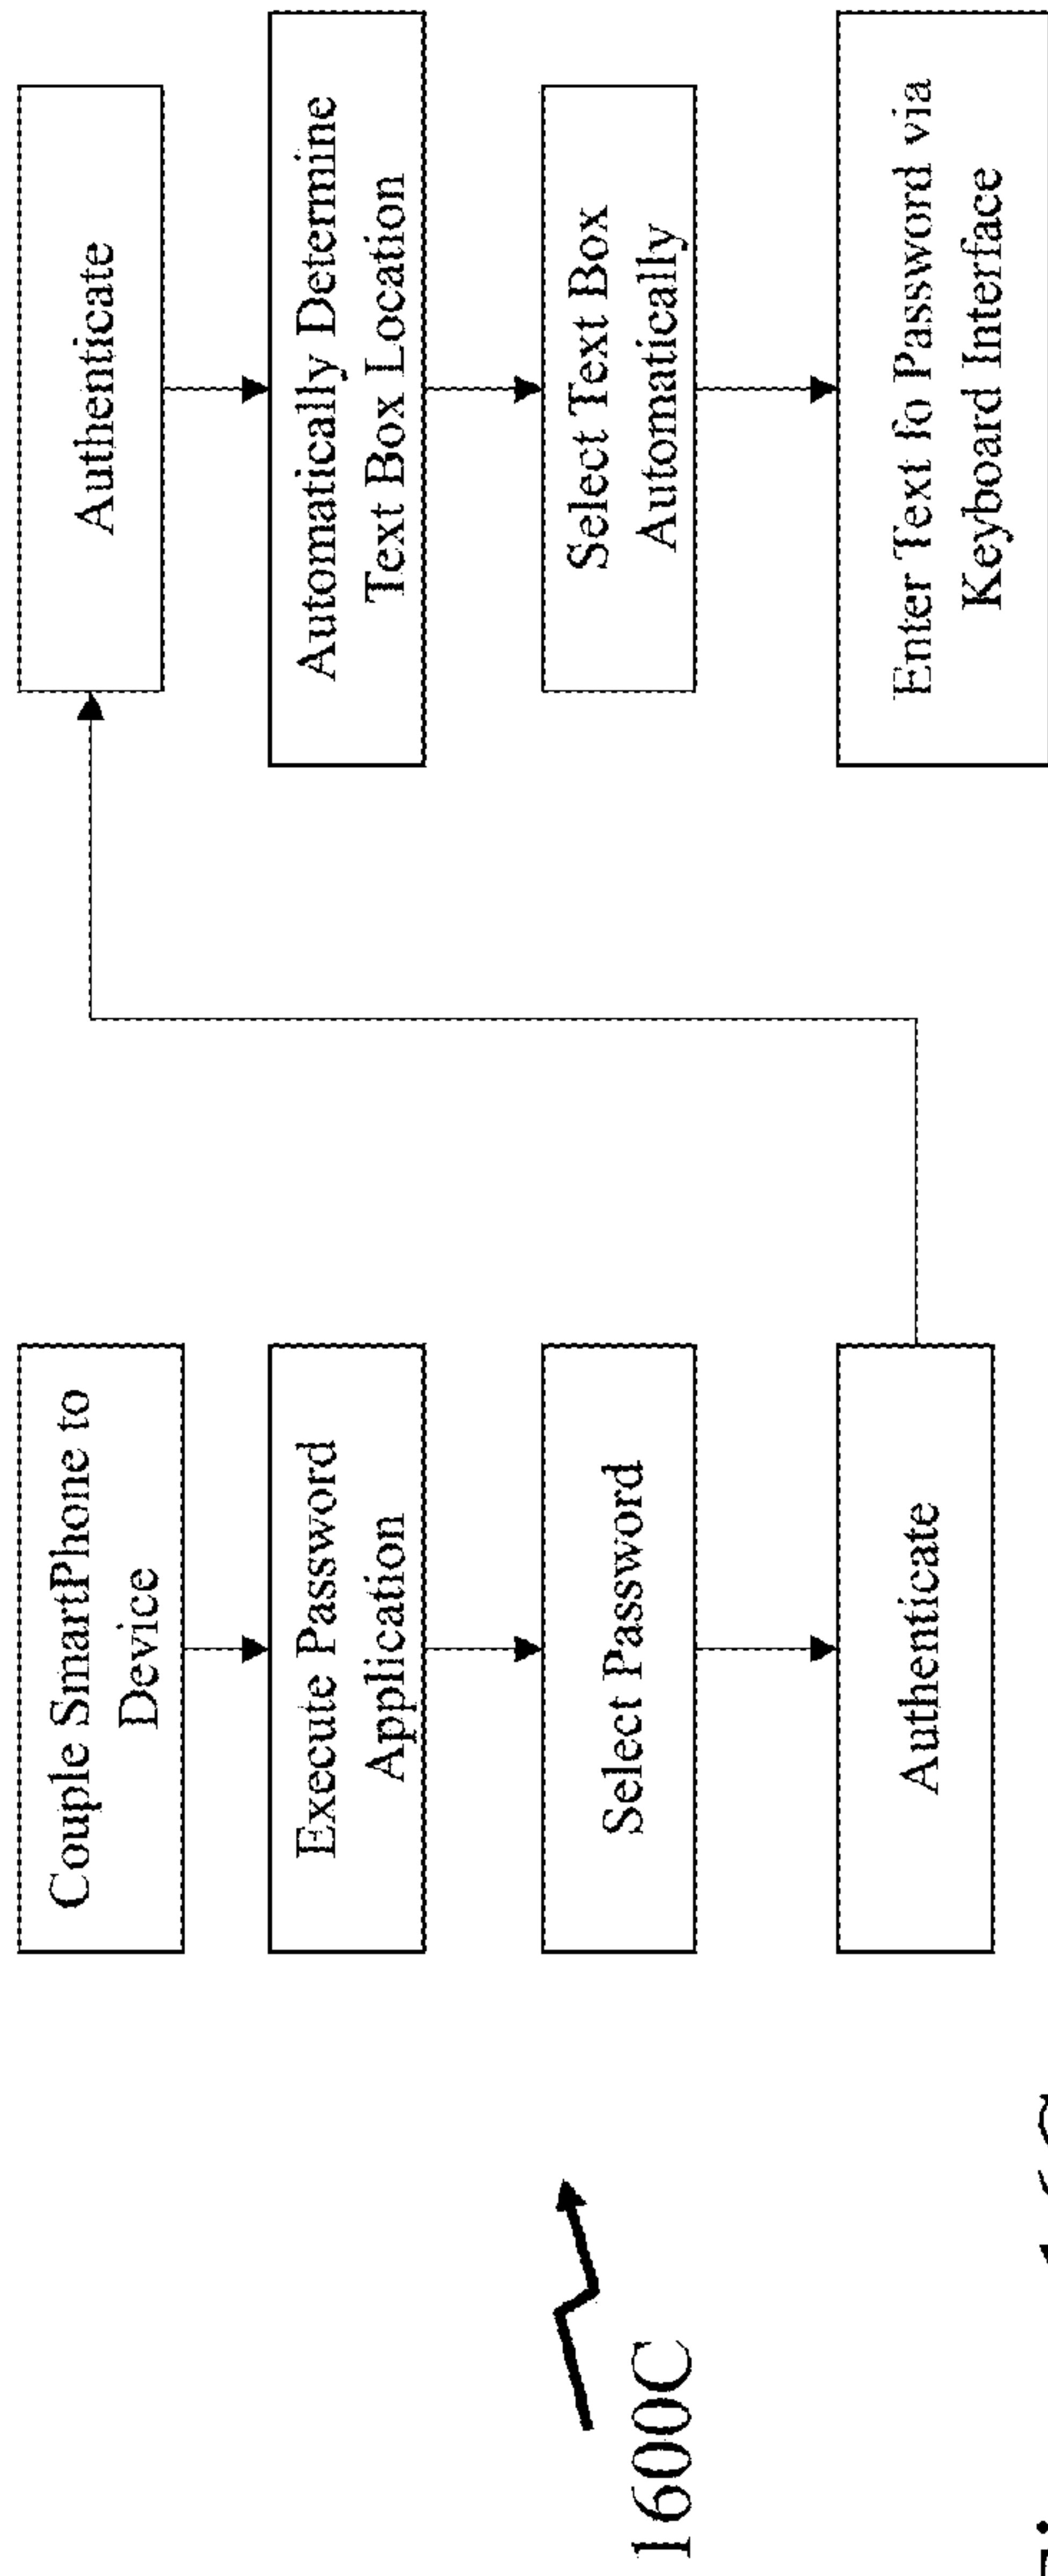 Couple SmartPhone to
Device
Execute Password
Application
Select Password
Authenticate
Authenticate
Automatically Determine
Text Box Location
Select Text Box
Automatically
Enter Text fo Password via
Keyboard Interface
1600C